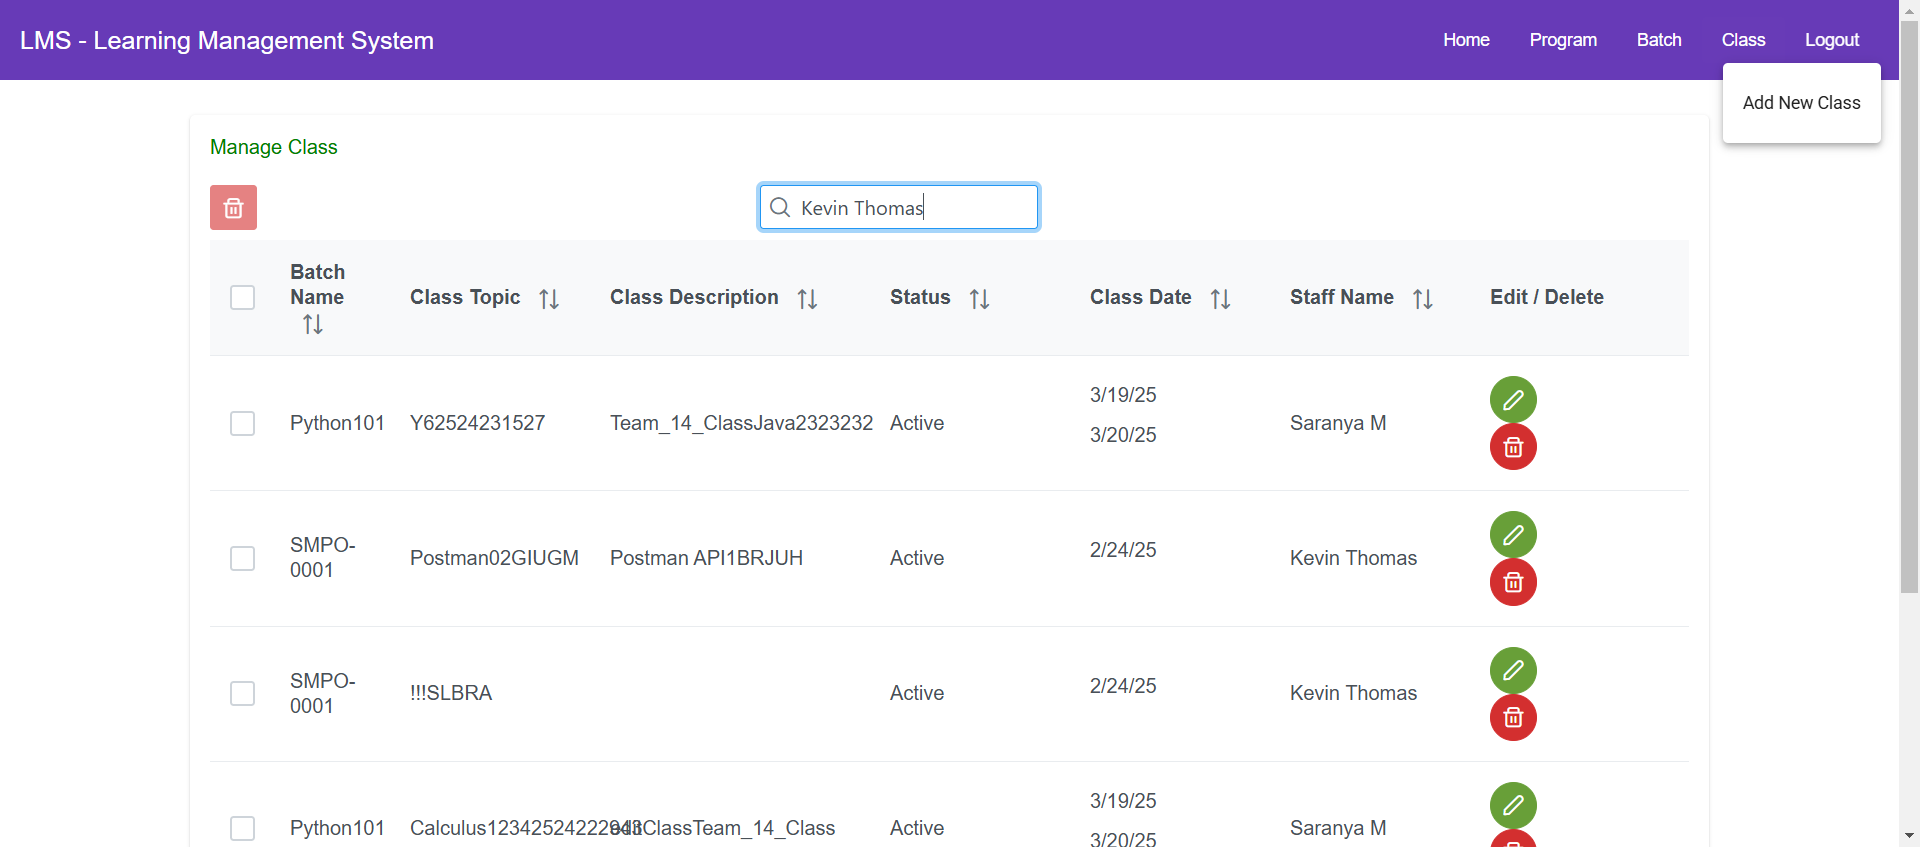 LMS - Learning Management System
Home Program Batch Class Logout
Add New Class
Manage Class
Kevin Thomas
Batch Name Class Topic Class Description Status Class Date Staff Name Edit / Delete
Python101 Y62524231527 Team_14_ClassJava2323232 Active 3/19/25 3/20/25 Saranya M
SMPO-0001 Postman02GIUGM Postman API1BRJUH Active 2/24/25 Kevin Thomas
SMPO-0001 !!!SLBRA Active 2/24/25 Kevin Thomas
Python101 Active 3/19/25 3/20/25 Saranya M